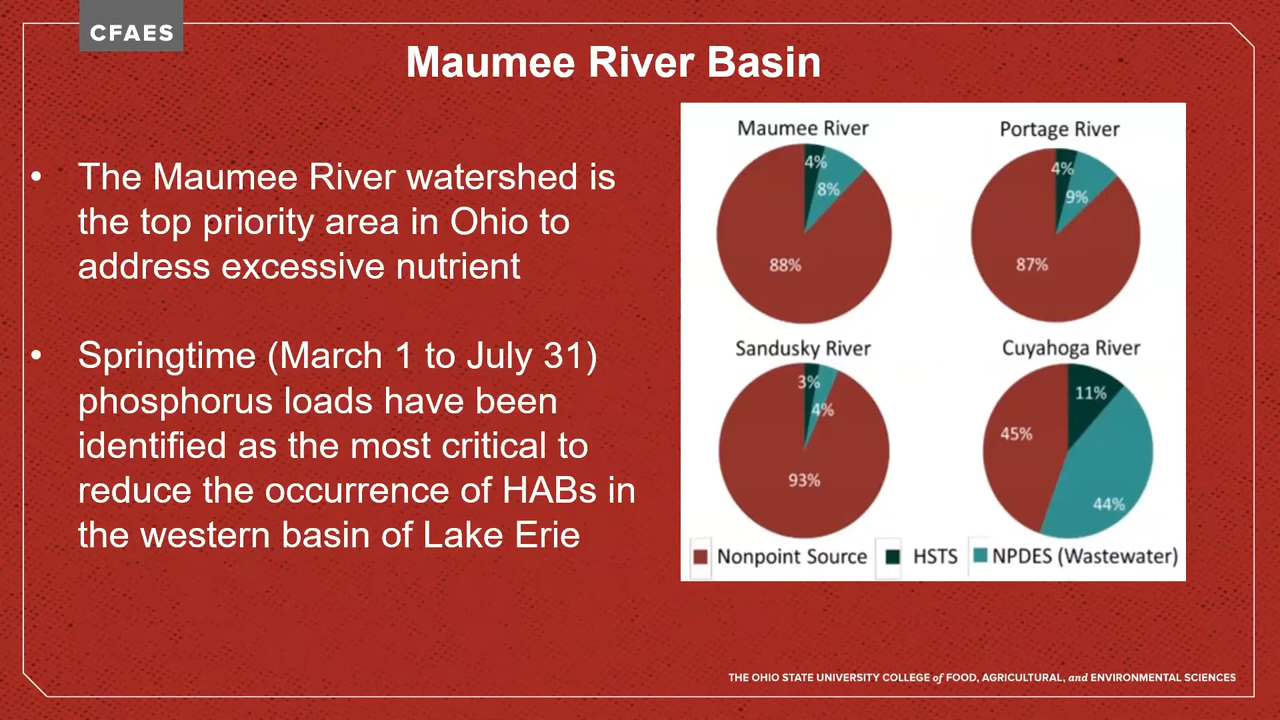 CFAES
Maumee River Basin
• The Maumee River watershed is
the top priority area in Ohio to
address excessive nutrient
• Springtime (March 1 to July 31)
phosphorus loads have been
identified as the most critical to
reduce the occurrence of HABs in
the western basin of Lake Erie
Maumee River
4%
8%
88%
Portage River
4%
9%
87%
Sandusky River
3%
4%
93%
Cuyahoga River
11%
45%
44%
Nonpoint Source HSTS NPDES (Wastewater)
THE OHIO STATE UNIVERSITY COLLEGE of FOOD, AGRICULTURAL, and ENVIRONMENTAL SCIENCES